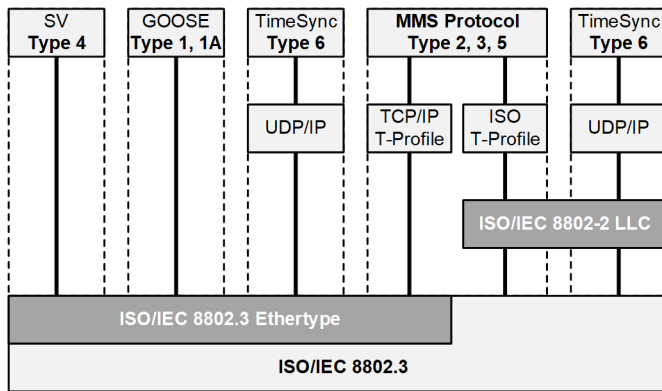 SV
Type 4
GOOSE
Type 1, 1A
TimeSync
Type 6
MMS Protocol
Type 2, 3, 5
TimeSync
Type 6
UDP/IP
TCP/IP
T-Profile
ISO
T-Profile
UDP/IP
ISO/IEC 8802-2 LLC
ISO/IEC 8802.3 Ethertype
ISO/IEC 8802.3